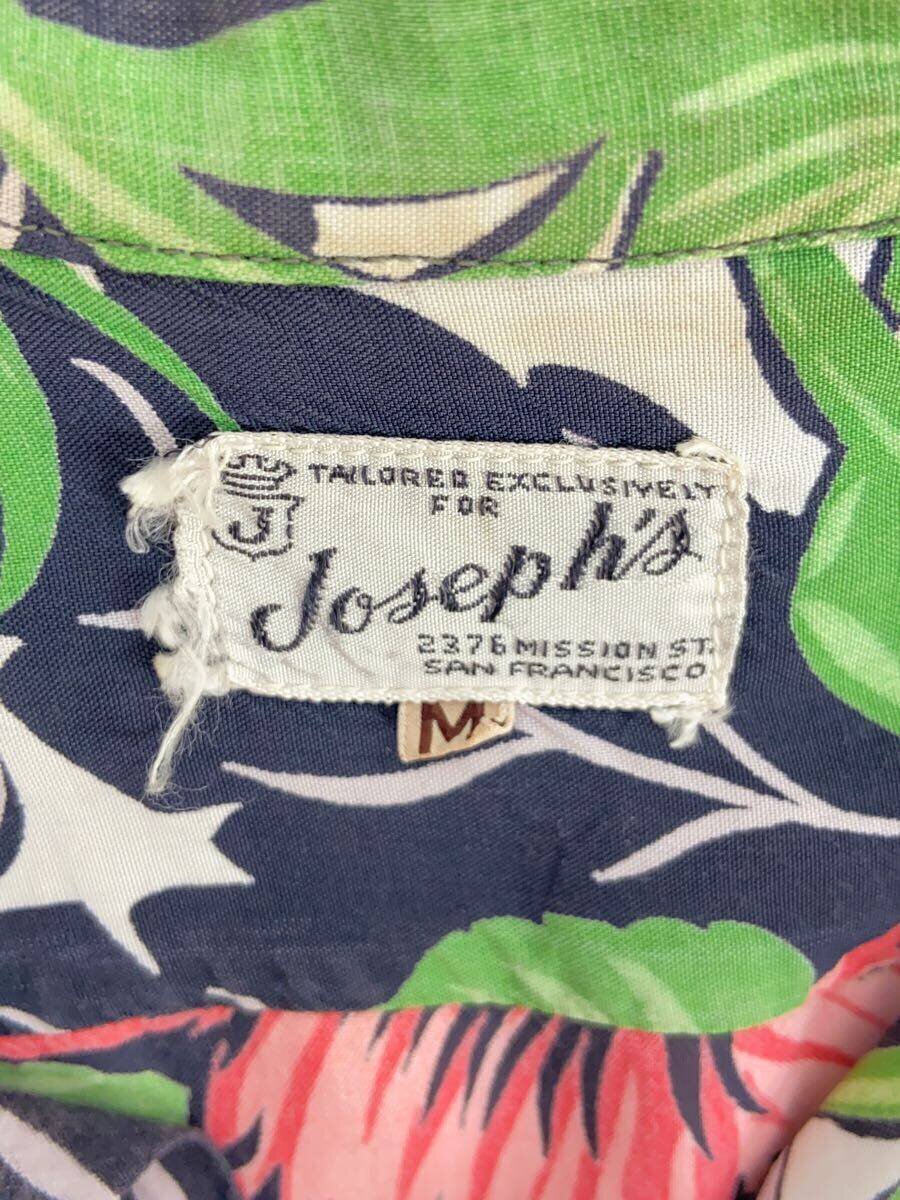 J
TAILORED EXCLUSIVELY
FOR
Joseph's
2376 MISSION ST.
SAN FRANCISCO
M